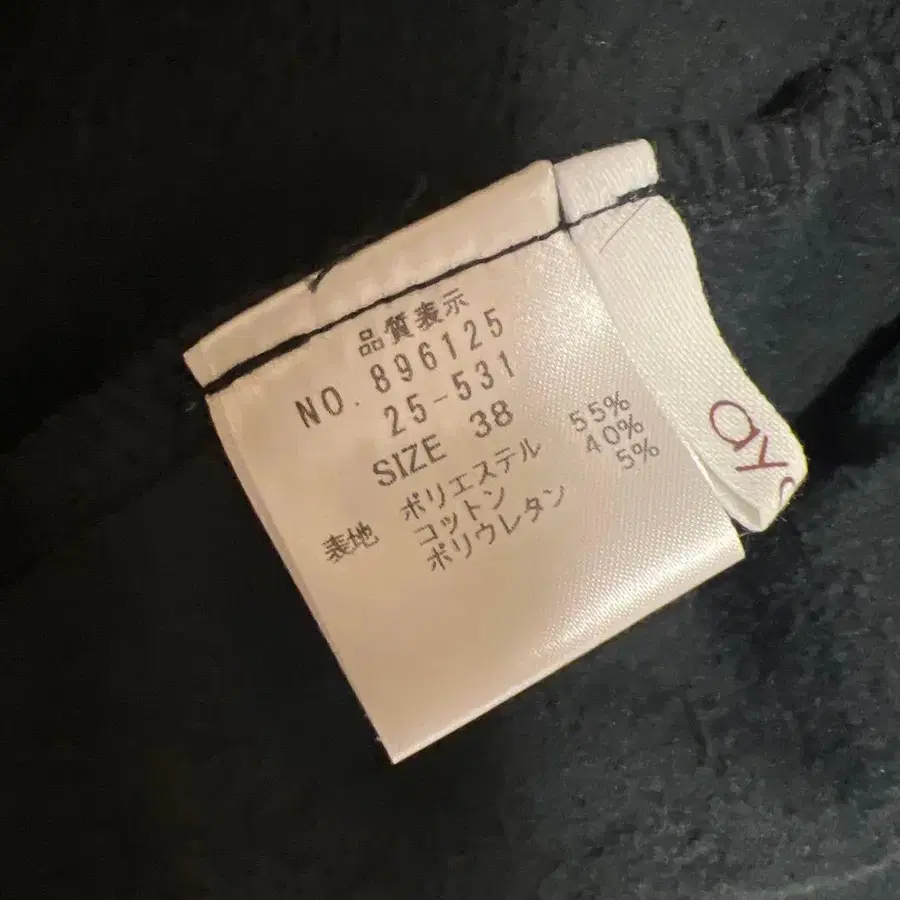 品質表示
NO. 896125
25-531
SIZE 38
表地 ポリエステル 55%
コットン 40%
ポリウレタン 5%